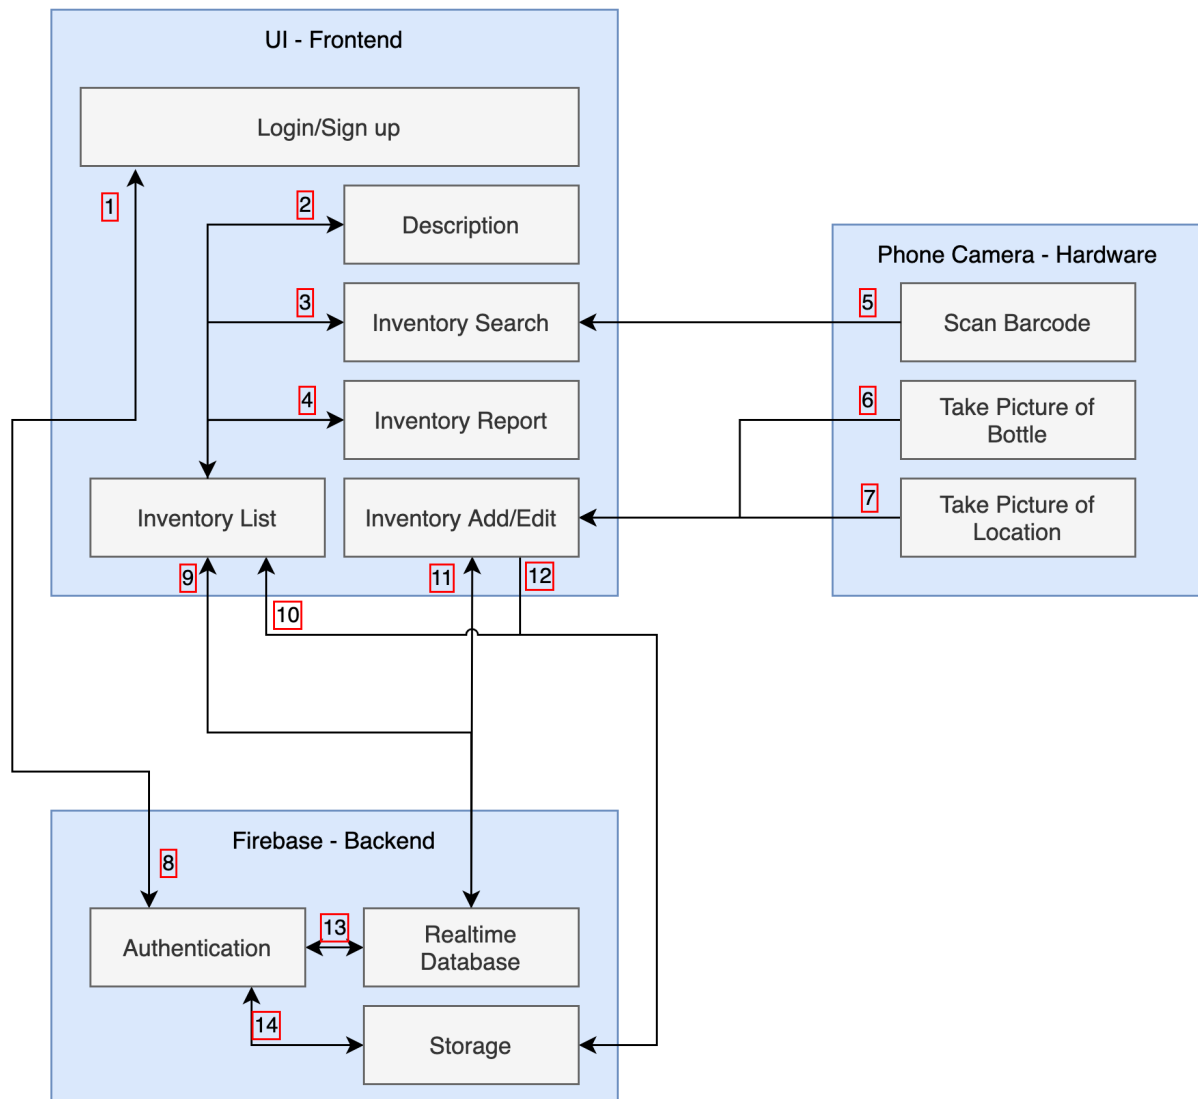 UI - Frontend
Login/Sign up
1
2
Description
3
Inventory Search
4
Inventory Report
Inventory List
Inventory Add/Edit
9
10
11
12
Phone Camera - Hardware
5
Scan Barcode
6
Take Picture of
Bottle
7
Take Picture of
Location
Firebase - Backend
8
Authentication
13
Realtime
Database
14
Storage